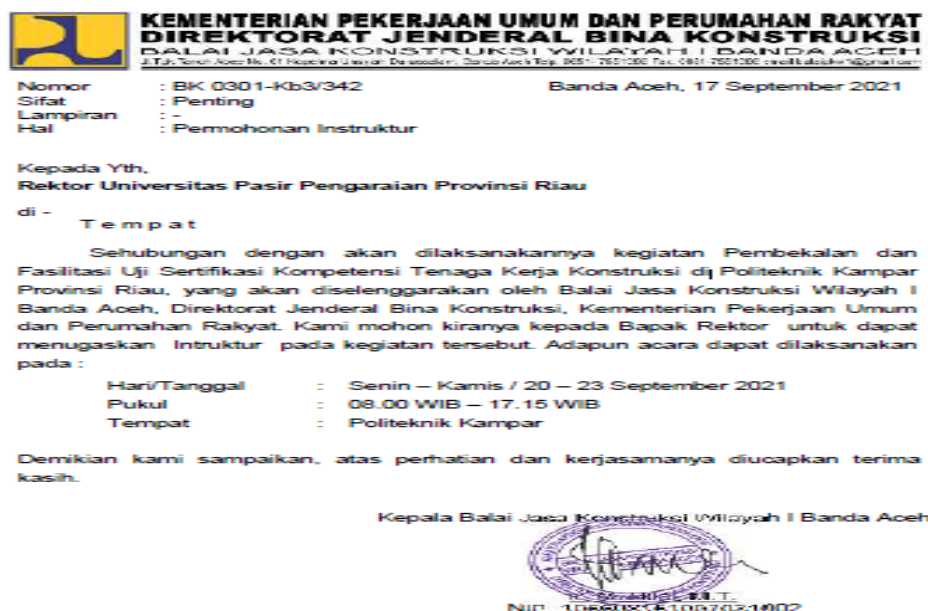 KEMENTERIAN PEKERJAAN UMUM DAN PERUMAHAN RAKYAT
DIREKTORAT JENDERAL BINA KONSTRUKSI
BALAI JASA KONSTRUKSI WILAYAH I BANDA ACEH
Nomor : BK 0301-Kb3/342 Banda Aceh, 17 September 2021
Sifat : Penting
Lampiran : -
Hal : Permohonan Instruktur
Kepada Yth,
Rektor Universitas Pasir Pengaraian Provinsi Riau
di -
T e m p a t
Sehubungan dengan akan dilaksanakannya kegiatan Pembekalan dan
Fasilitasi Uji Sertifikasi Kompetensi Tenaga Kerja Konstruksi di Politeknik Kampar
Provinsi Riau, yang akan diselenggarakan oleh Balai Jasa Konstruksi Wilayah I
Banda Aceh, Direktorat Jenderal Bina Konstruksi, Kementerian Pekerjaan Umum
dan Perumahan Rakyat. Kami mohon kiranya kepada Bapak Rektor untuk dapat
menugaskan Intruktur pada kegiatan tersebut. Adapun acara dapat dilaksanakan
pada :
Hari/Tanggal : Senin – Kamis / 20 – 23 September 2021
Pukul : 08.00 WIB – 17.15 WIB
Tempat : Politeknik Kampar
Demikian kami sampaikan, atas perhatian dan kerjasamanya diucapkan terima
kasih.
Kepala Balai Jasa Konstruksi Wilayah I Banda Aceh
M.T.
NIP.